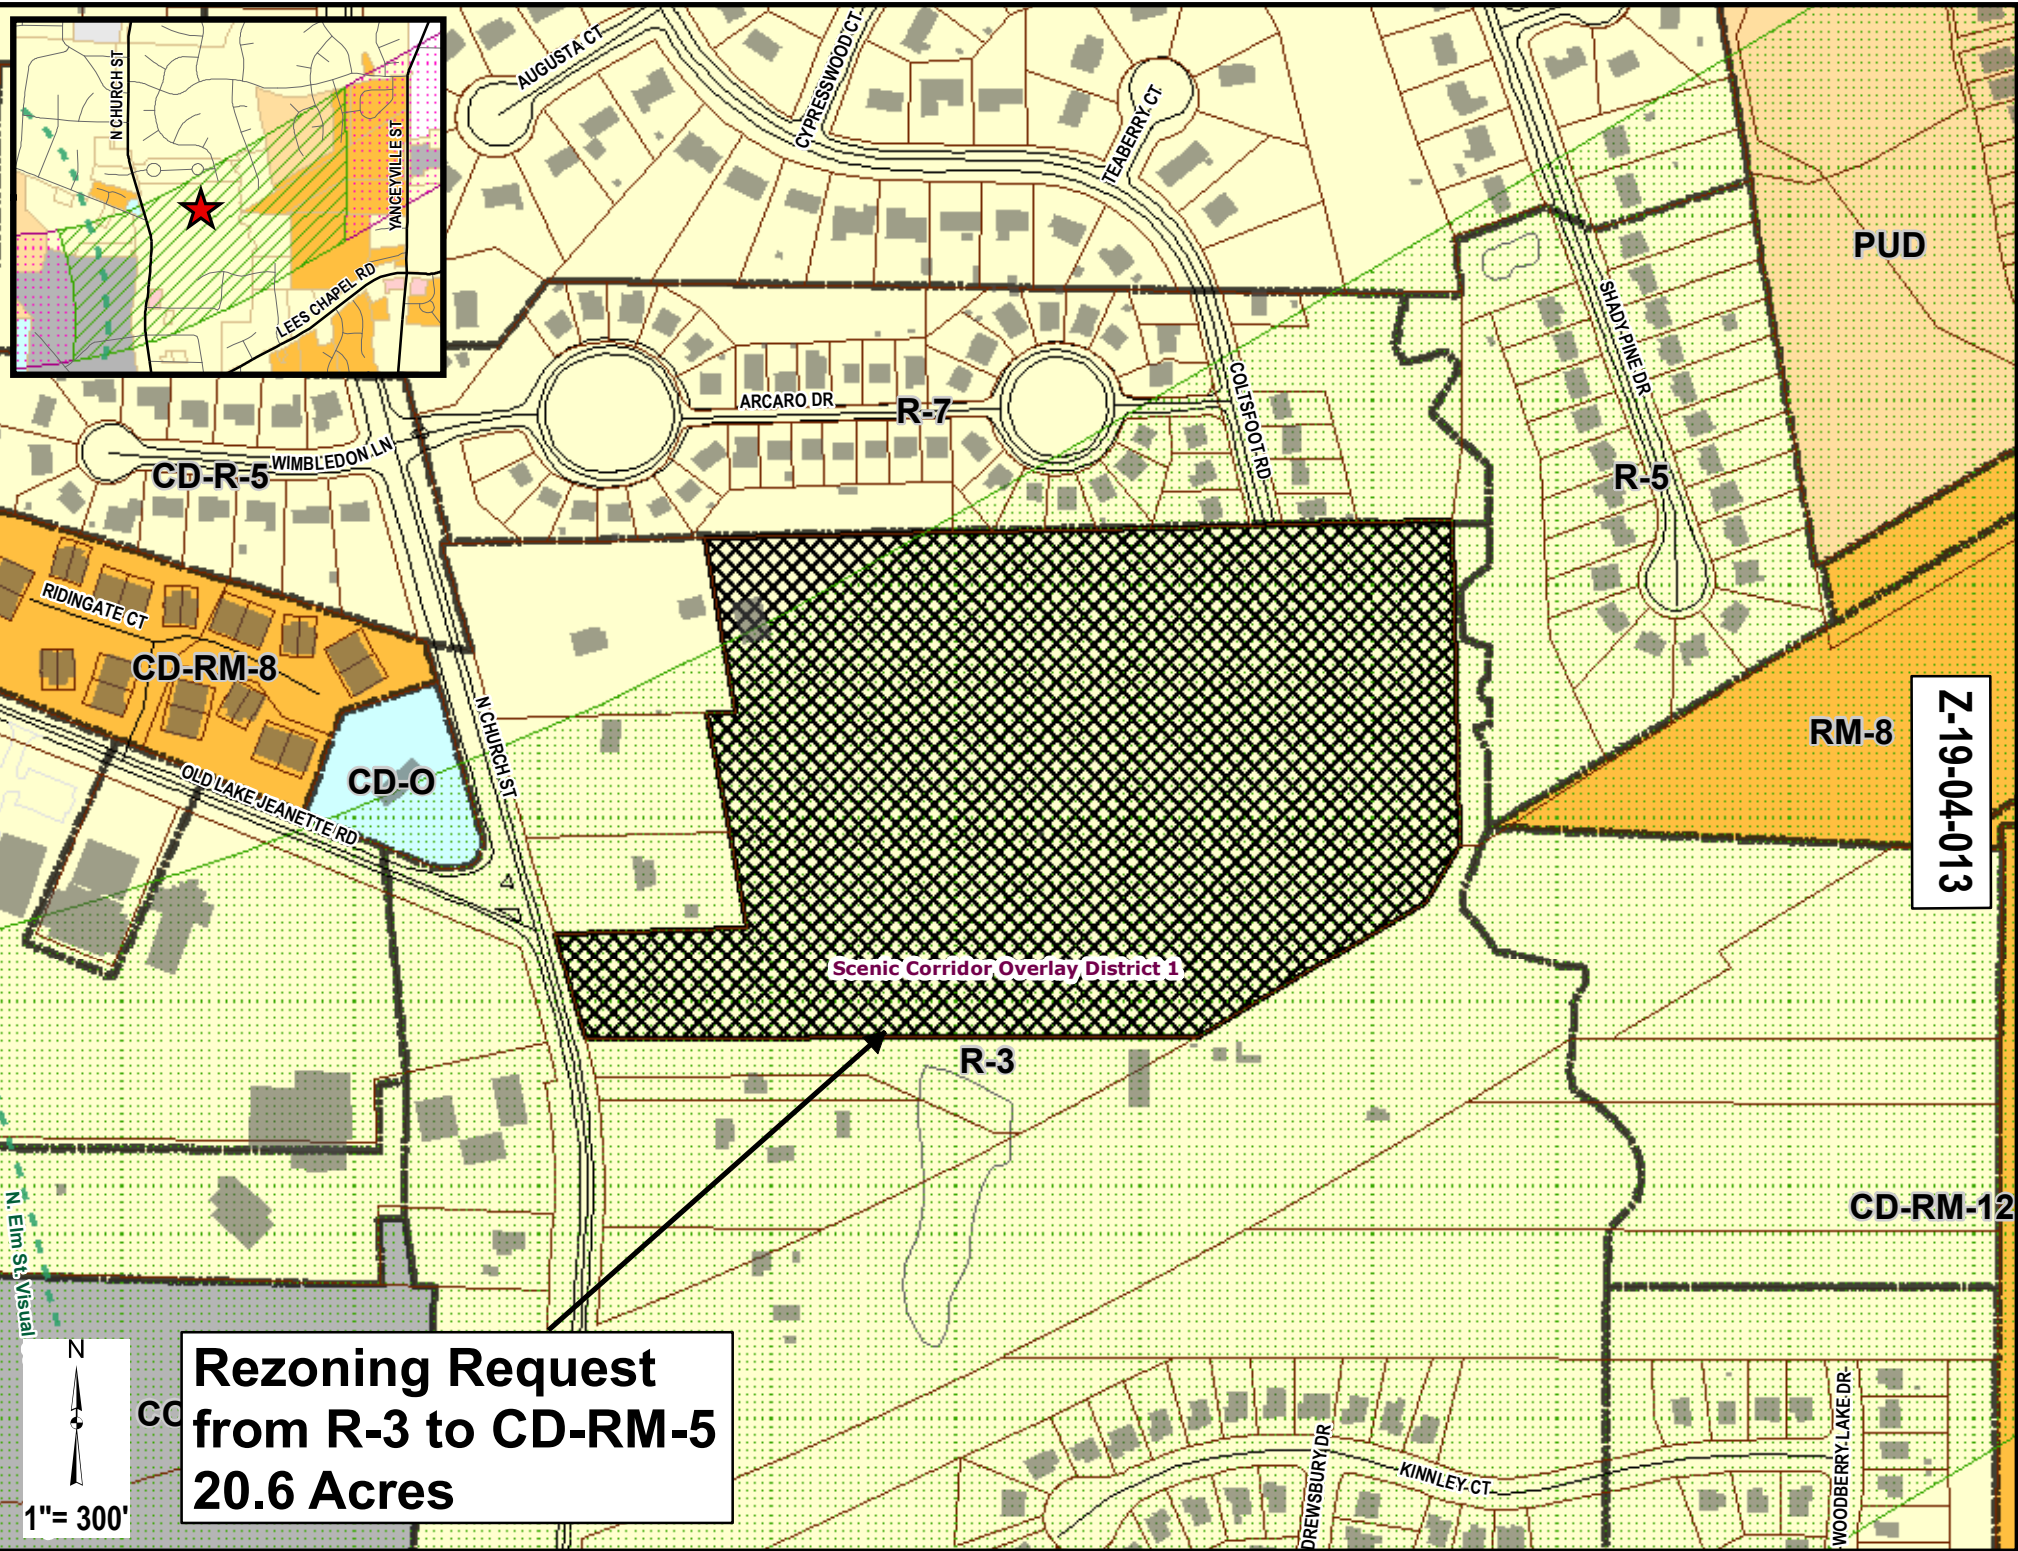 N CHURCH ST
YANCEYVILLE ST
LEES CHAPEL RD
AUGUSTA CT
CYPRESSWOOD CT
TEABERRY CT
PUD
SHADY PINE DR
COLTSFOOT RD
ARCARO DR
R-7
WIMBLEDON LN
CD-R-5
R-5
RIDINGATE CT
CD-RM-8
N CHURCH ST
CD-O
OLD LAKE JEANETTE RD
RM-8
Z-19-04-013
Scenic Corridor Overlay District 1
R-3
CD-RM-12
N. Elm St. Visual
N
1"= 300'
Rezoning Request
from R-3 to CD-RM-5
20.6 Acres
DREWSBURY DR
KINNLEY CT
WOODBERRY LAKE DR